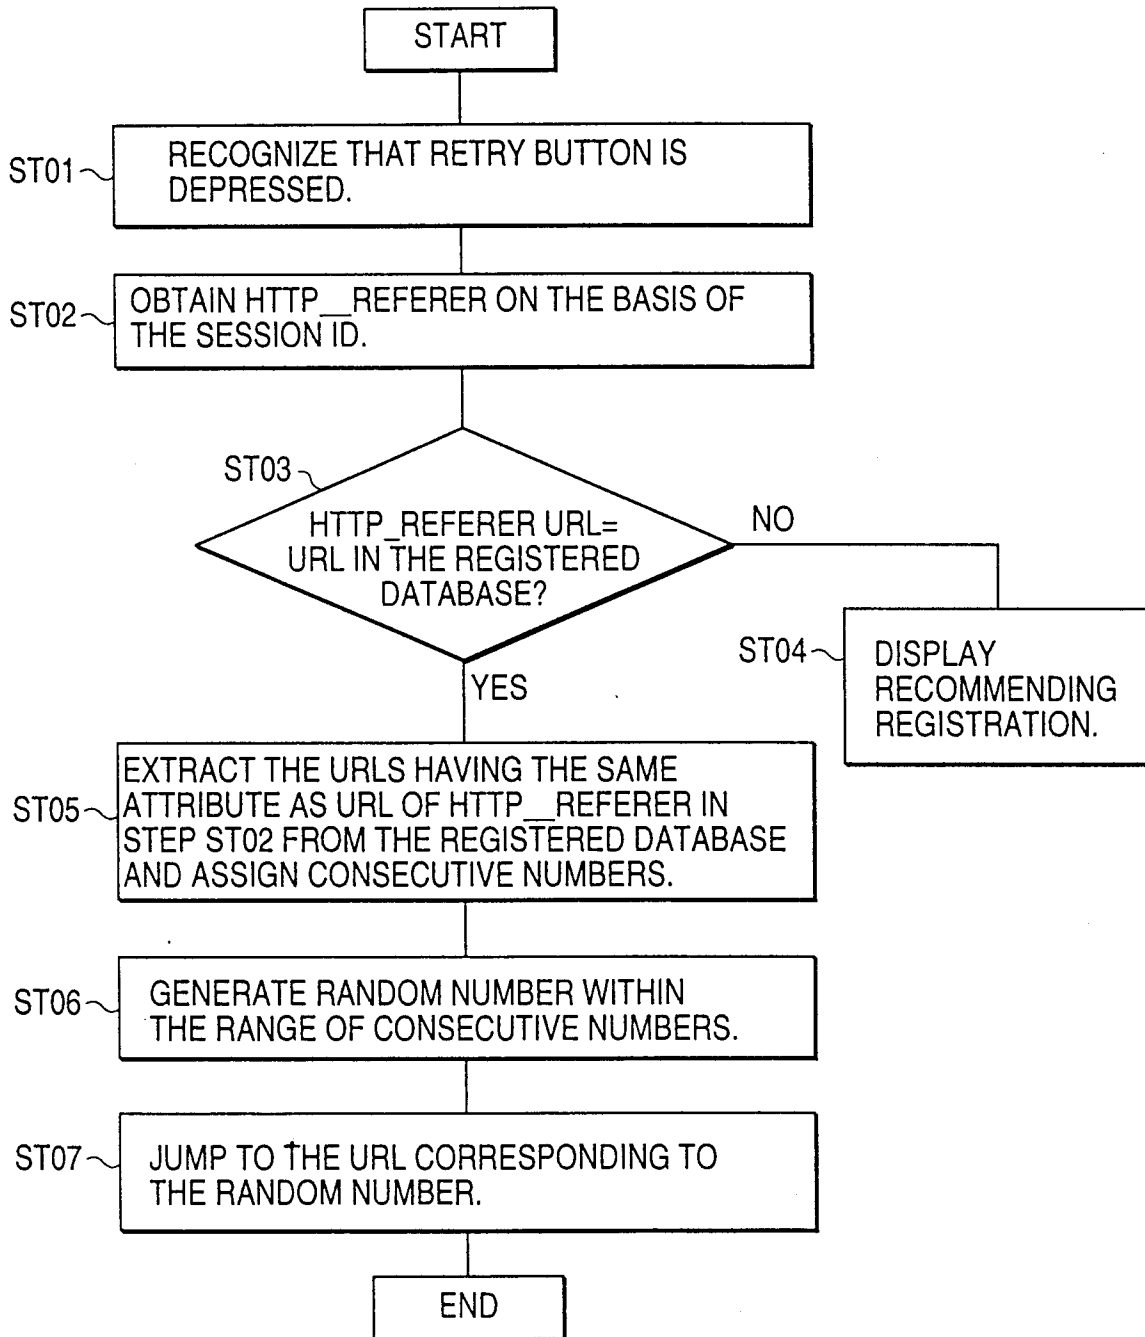 START
ST01
RECOGNIZE THAT RETRY BUTTON IS
DEPRESSED.
ST02
OBTAIN HTTP__REFERER ON THE BASIS OF
THE SESSION ID.
ST03
HTTP_REFERER URL=
URL IN THE REGISTERED
DATABASE?
NO
ST04
DISPLAY
RECOMMENDING
REGISTRATION.
YES
ST05
EXTRACT THE URLS HAVING THE SAME
ATTRIBUTE AS URL OF HTTP__REFERER IN
STEP ST02 FROM THE REGISTERED DATABASE
AND ASSIGN CONSECUTIVE NUMBERS.
ST06
GENERATE RANDOM NUMBER WITHIN
THE RANGE OF CONSECUTIVE NUMBERS.
ST07
JUMP TO THE URL CORRESPONDING TO
THE RANDOM NUMBER.
END